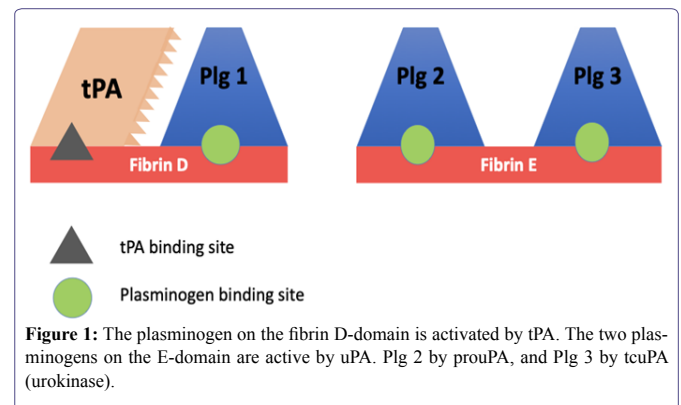 tPA
Plg 1
Plg 2
Plg 3
Fibrin D
Fibrin E
tPA binding site
Plasminogen binding site
Figure 1: The plasminogen on the fibrin D-domain is activated by tPA. The two plas-
minogens on the E-domain are active by uPA. Plg 2 by prouPA, and Plg 3 by tcuPA
(urokinase).